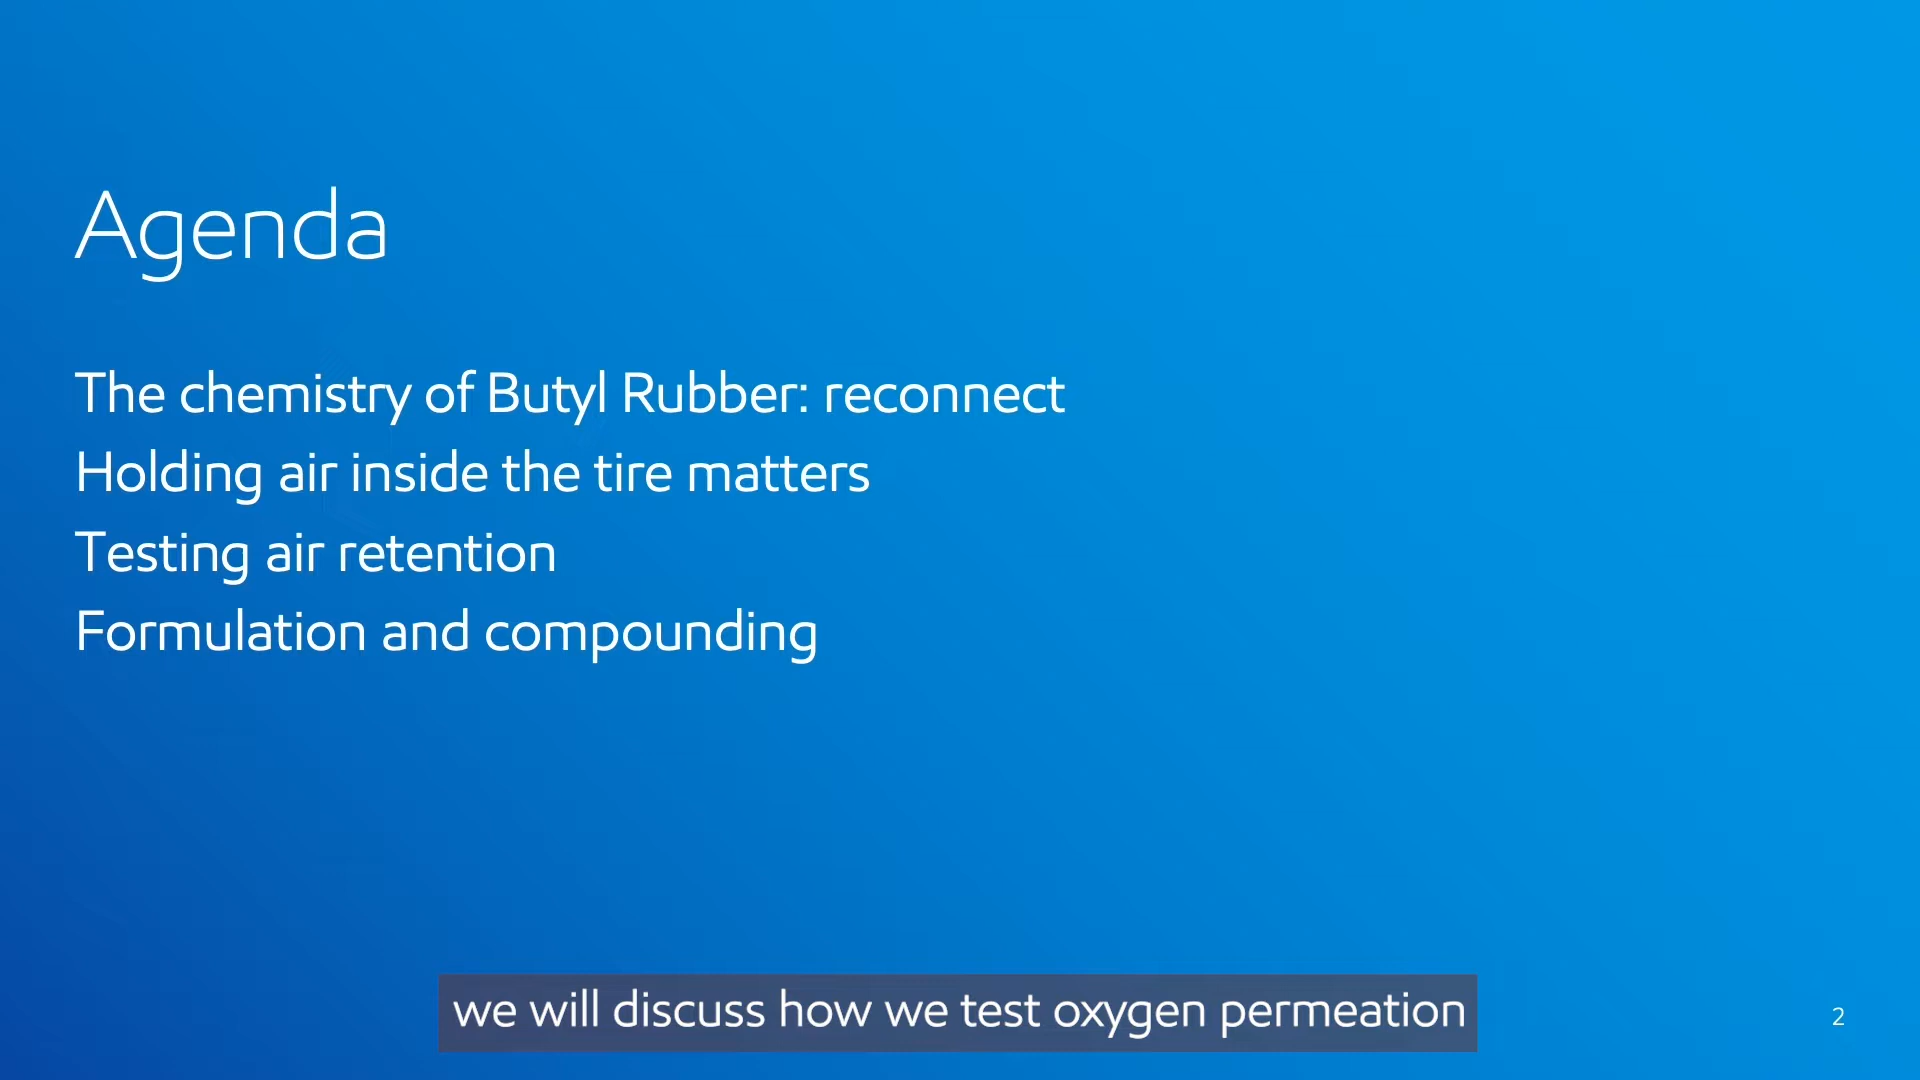 Agenda
The chemistry of Butyl Rubber: reconnect
Holding air inside the tire matters
Testing air retention
Formulation and compounding
we will discuss how we test oxygen permeation
2